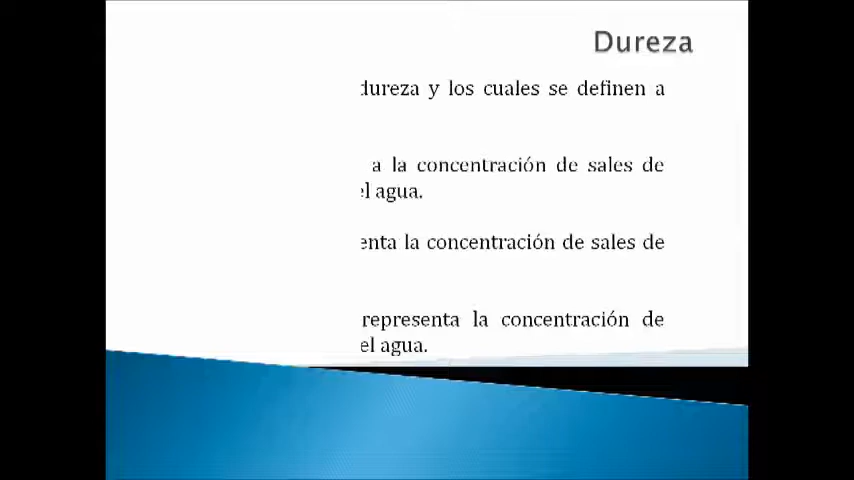 Dureza
dureza y los cuales se definen a
a la concentración de sales de
el agua.
enta la concentración de sales de
representa la concentración de
el agua.